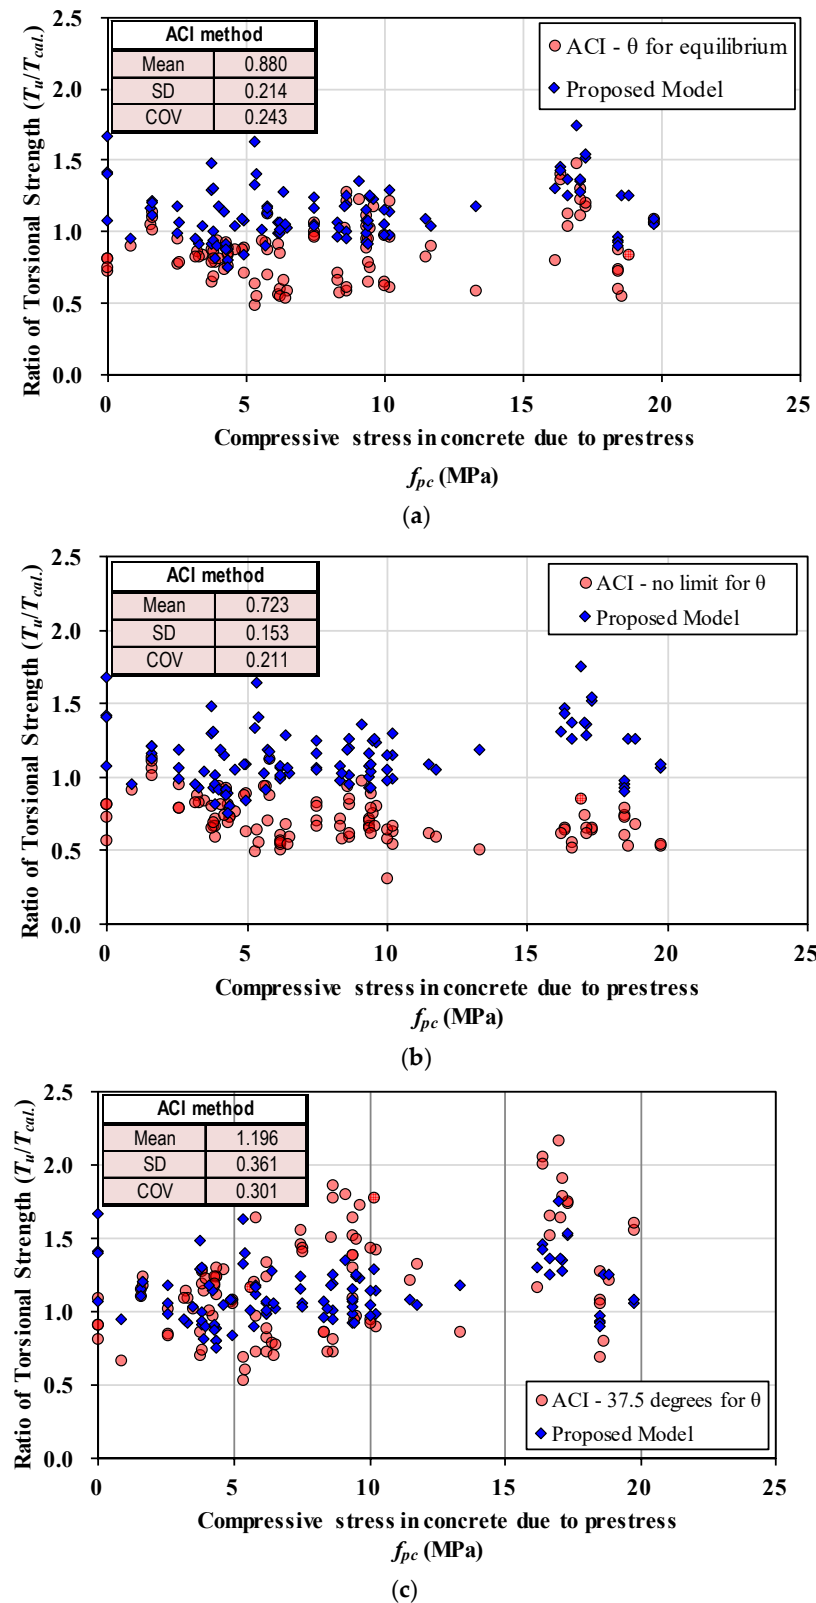 (a)
2.5
2.0
1.5
1.0
0.5
0.0
Ratio of Torsional Strength (Tu/Tcal.)
ACI method
Mean 0.880
SD 0.214
COV 0.243
ACI - θ for equilibrium
Proposed Model
0 5 10 15 20 25
Compressive stress in concrete due to prestress
fpc (MPa)
(a)
2.5
2.0
1.5
1.0
0.5
0.0
Ratio of Torsional Strength (Tu/Tcal.)
ACI method
Mean 0.723
SD 0.153
COV 0.211
ACI - no limit for θ
Proposed Model
0 5 10 15 20 25
Compressive stress in concrete due to prestress
fpc (MPa)
(b)
2.5
2.0
1.5
1.0
0.5
0.0
Ratio of Torsional Strength (Tu/Tcal.)
ACI method
Mean 1.196
SD 0.361
COV 0.301
ACI - 37.5 degrees for θ
Proposed Model
0 5 10 15 20 25
Compressive stress in concrete due to prestress
fpc (MPa)
(c)